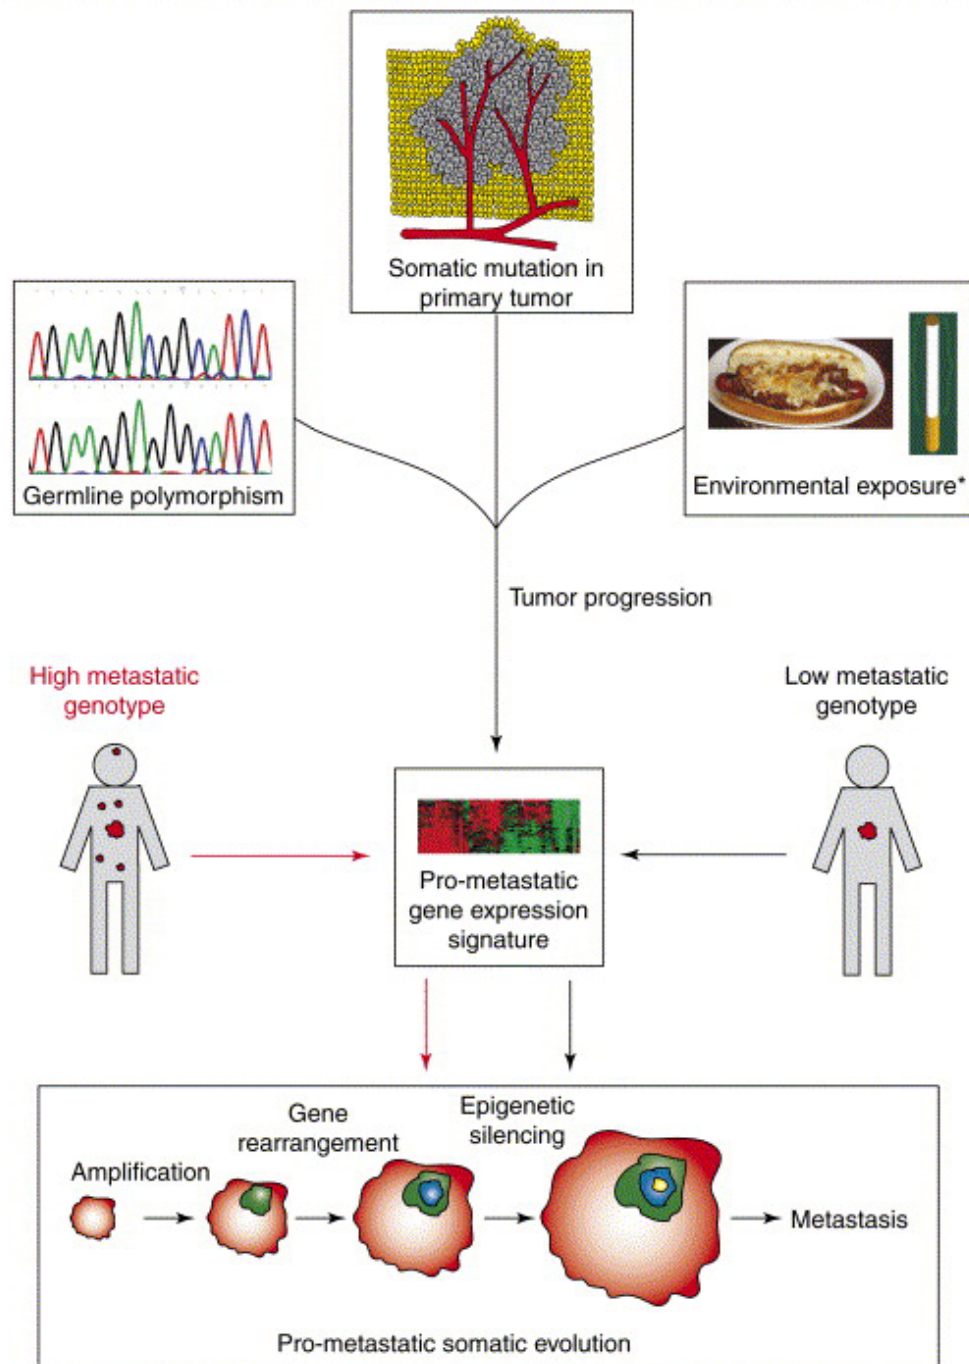 Somatic mutation in
primary tumor
Germline polymorphism
Environmental exposure*
Tumor progression
High metastatic
genotype
Low metastatic
genotype
Pro-metastatic
gene expression
signature
Amplification
Gene
rearrangement
Epigenetic
silencing
Metastasis
Pro-metastatic somatic evolution